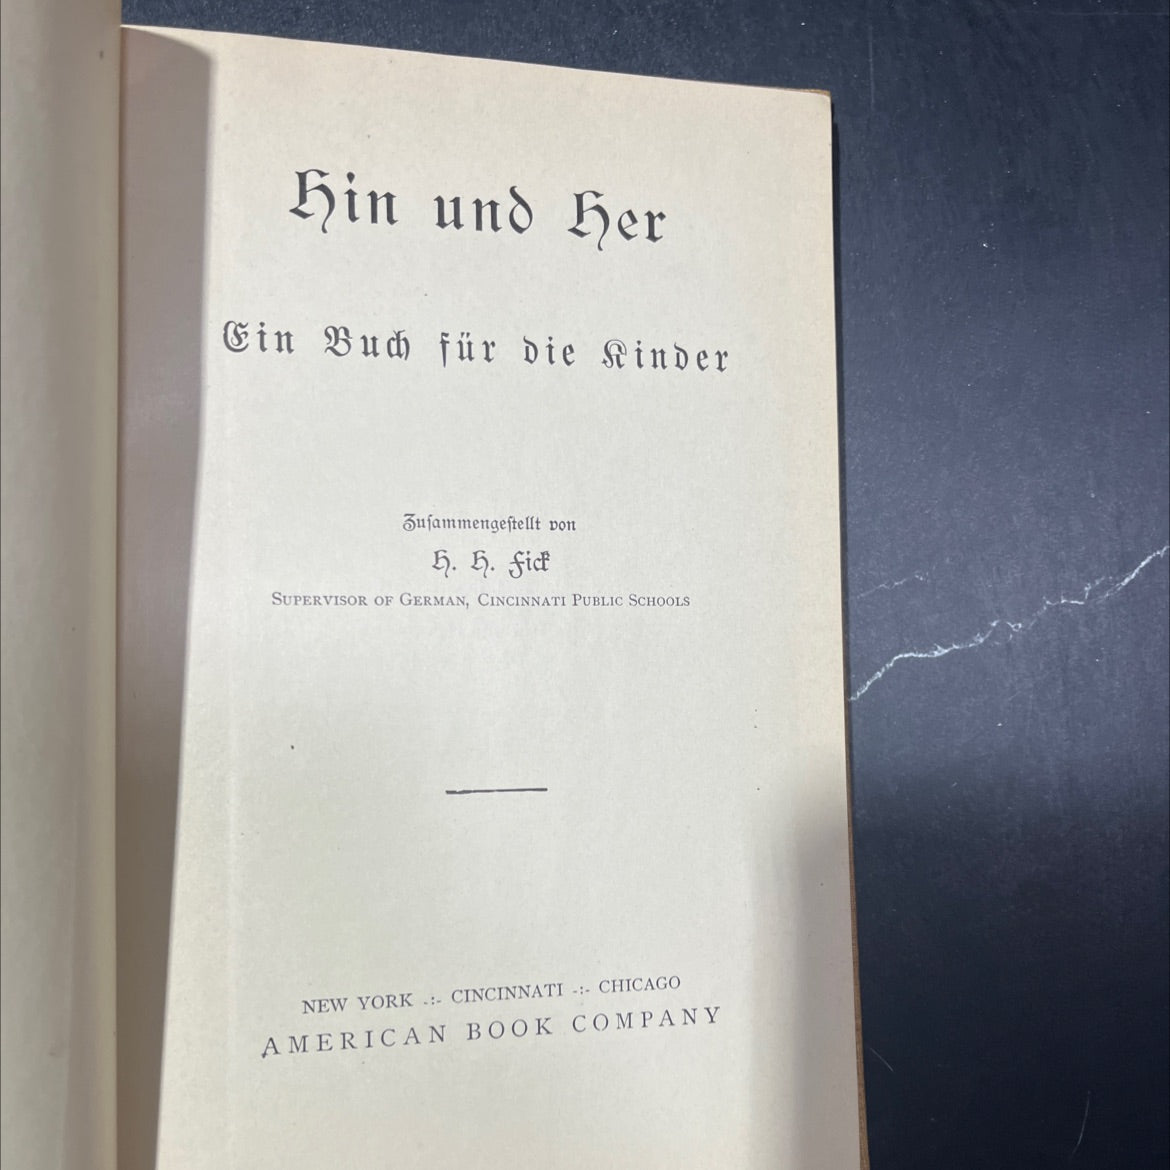 Hin und Her
Ein Buch für die Kinder
Zuſammengeſtellt von
H. H. Fick
SUPERVISOR OF GERMAN, CINCINNATI PUBLIC SCHOOLS
NEW YORK -:- CINCINNATI -:- CHICAGO
AMERICAN BOOK COMPANY